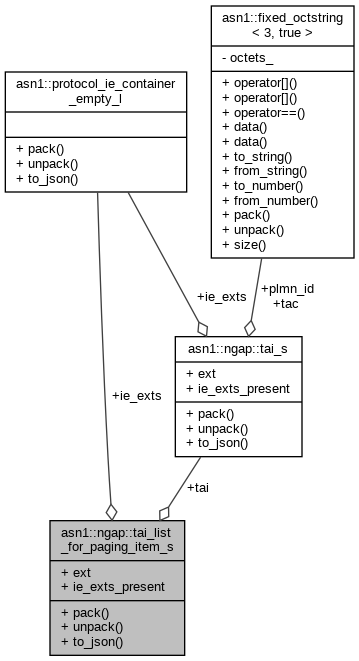 asn1::fixed_octstring
< 3, true >
- octets_
+ operator[]()
+ operator[]()
+ operator==()
+ data()
+ data()
+ to_string()
+ from_string()
+ to_number()
+ from_number()
+ pack()
+ unpack()
+ size()
asn1::protocol_ie_container
_empty_l
+ pack()
+ unpack()
+ to_json()
+ie_exts
+plmn_id
+tac
asn1::ngap::tai_s
+ ext
+ ie_exts_present
+ pack()
+ unpack()
+ to_json()
+ie_exts
+tai
asn1::ngap::tai_list
_for_paging_item_s
+ ext
+ ie_exts_present
+ pack()
+ unpack()
+ to_json()